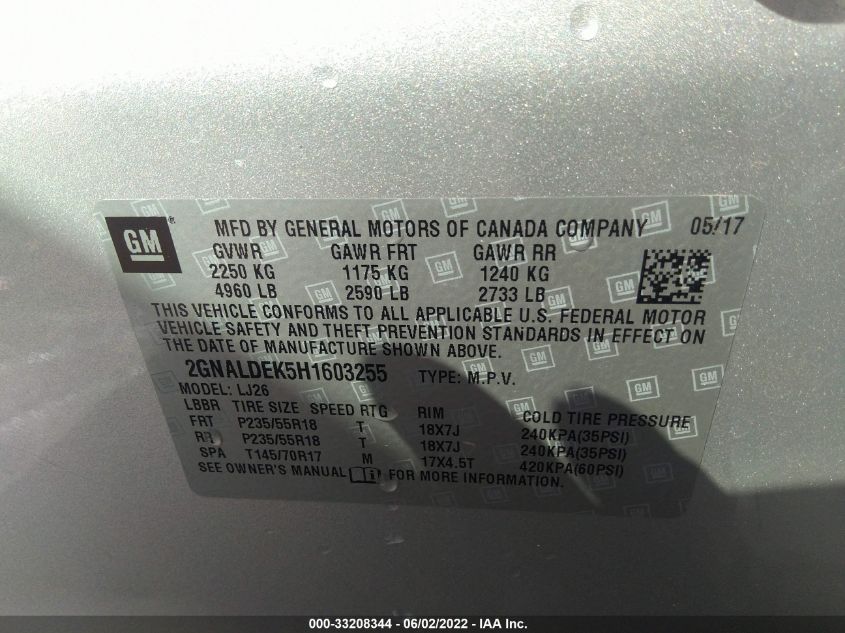 GM ® MFD BY GENERAL MOTORS OF CANADA COMPANY 05/17
GVWR GAWR FRT GAWR RR
2250 KG 1175 KG 1240 KG
4960 LB 2590 LB 2733 LB
THIS VEHICLE CONFORMS TO ALL APPLICABLE U.S. FEDERAL MOTOR
VEHICLE SAFETY AND THEFT PREVENTION STANDARDS IN EFFECT ON
THE DATE OF MANUFACTURE SHOWN ABOVE.
2GNALDEK5H1603255 TYPE: M.P.V.
MODEL: LJ26
LBBR TIRE SIZE SPEED RTG RIM COLD TIRE PRESSURE
FRT P235/55R18 T 18X7J 240KPA(35PSI)
RR P235/55R18 T 18X7J 240KPA(35PSI)
SPA T145/70R17 M 17X4.5T 420KPA(60PSI)
SEE OWNER'S MANUAL FOR MORE INFORMATION.
000-33208344 - 06/02/2022 - IAA Inc.